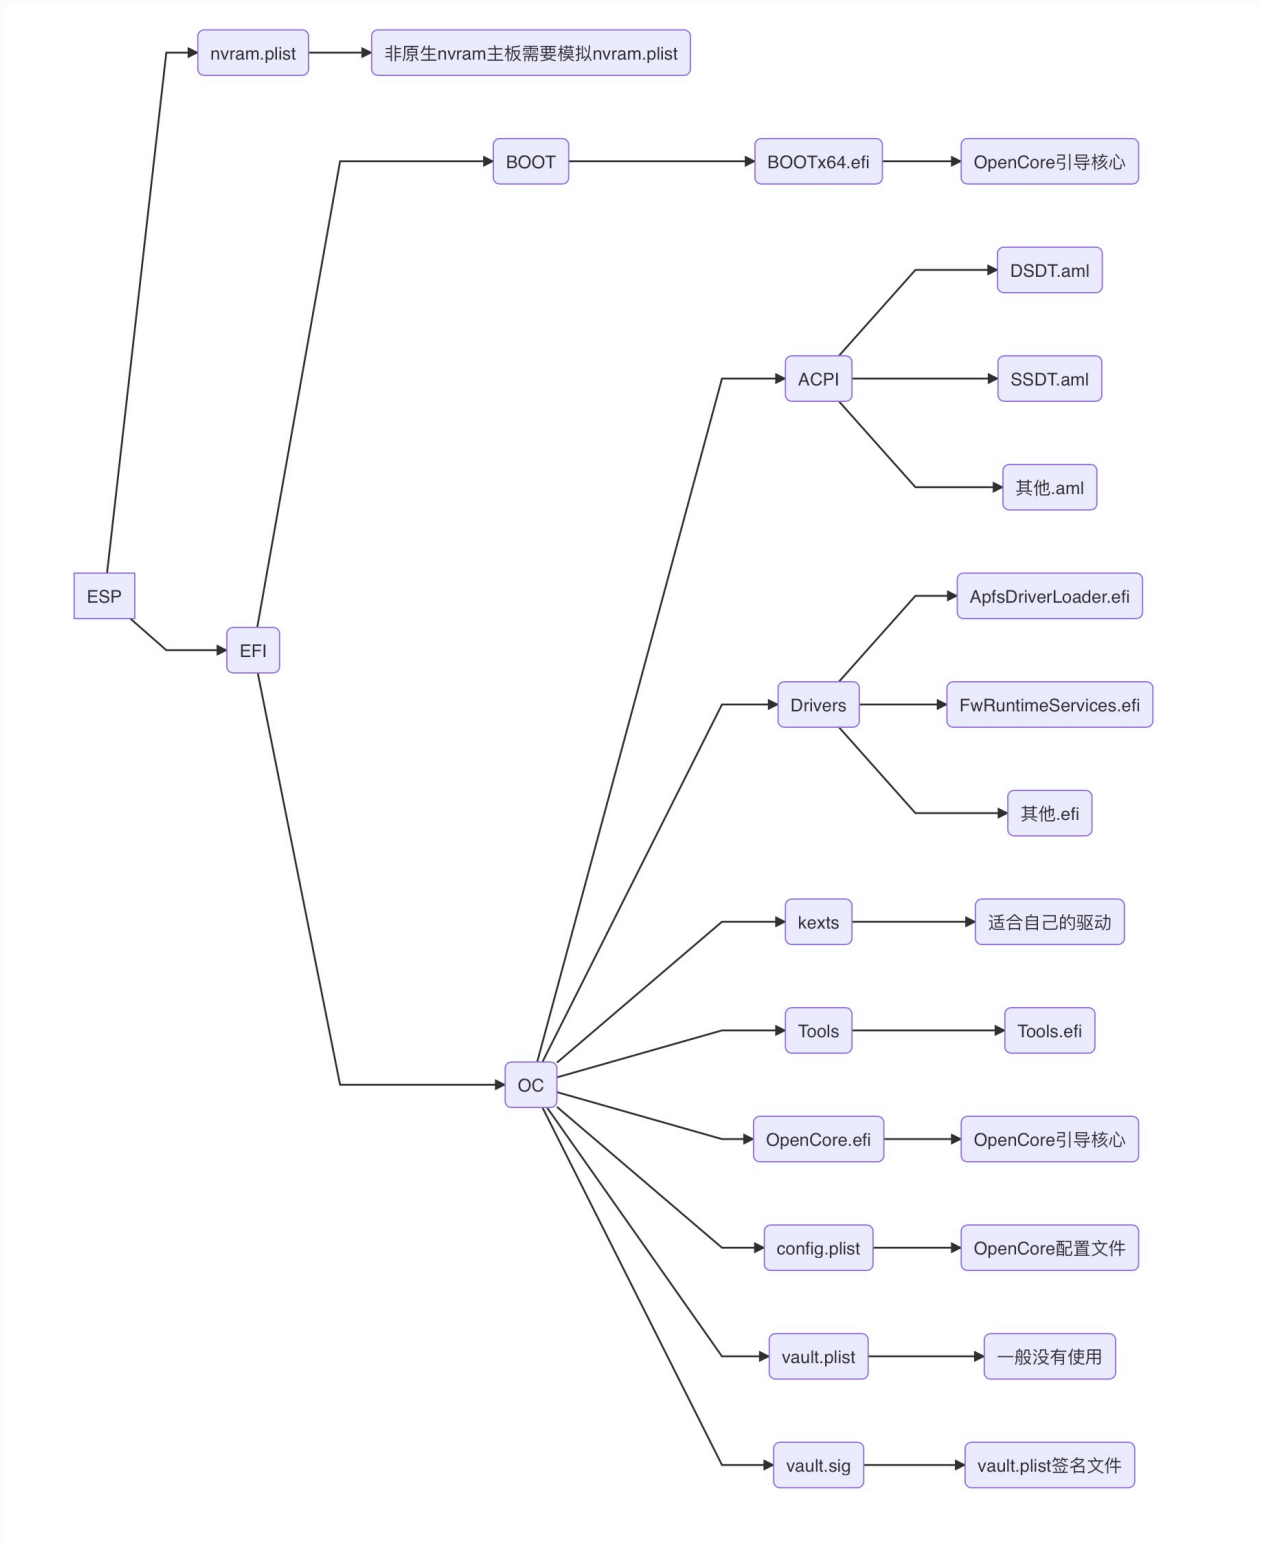 nvram.plist
非原生nvram主板需要模拟nvram.plist
BOOT
BOOTx64.efi
OpenCore引导核心
DSDT.aml
ACPI
SSDT.aml
其他.aml
ESP
EFI
ApfsDriverLoader.efi
Drivers
FwRuntimeServices.efi
其他.efi
kexts
适合自己的驱动
Tools
Tools.efi
OC
OpenCore.efi
OpenCore引导核心
config.plist
OpenCore配置文件
vault.plist
一般没有使用
vault.sig
vault.plist签名文件